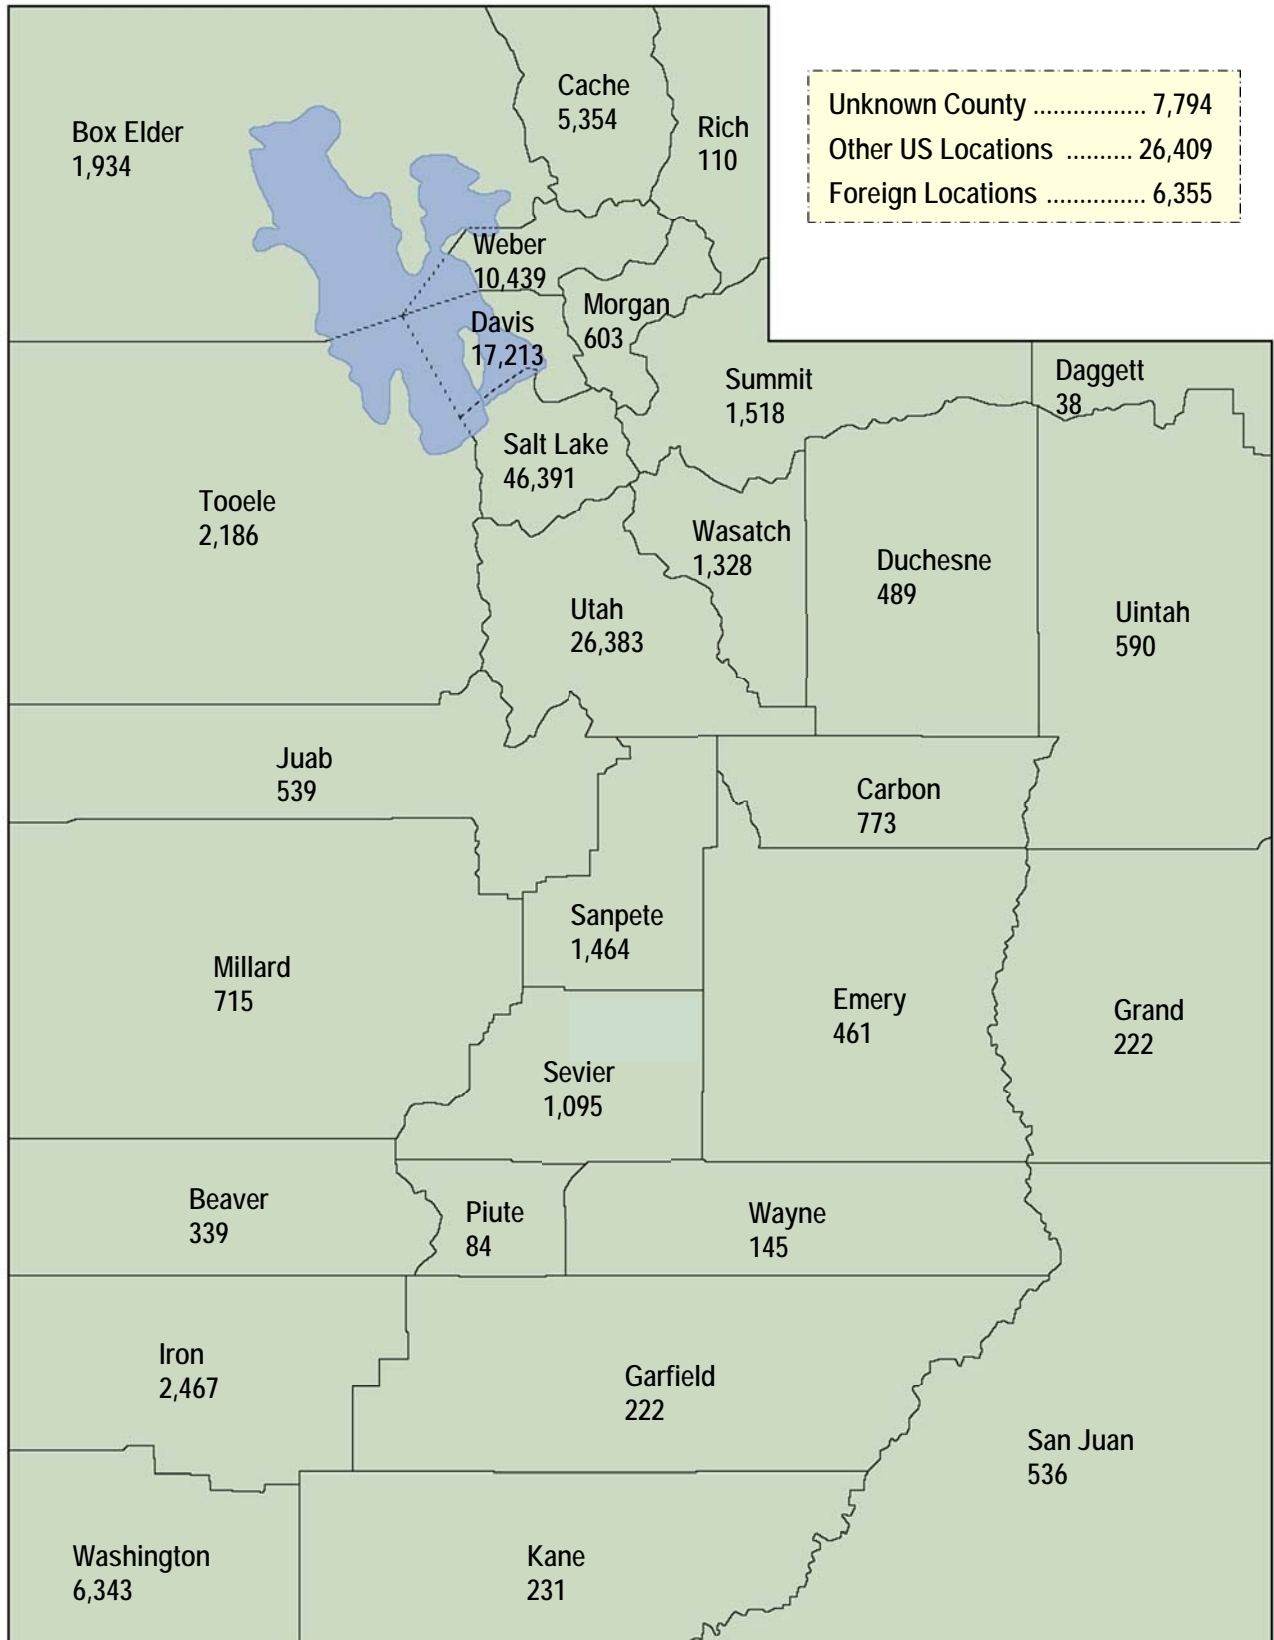 Cache
5,354
Box Elder
1,934
Rich
110
Unknown County ................ 7,794
Other US Locations .......... 26,409
Foreign Locations ............... 6,355
Weber
10,439
Morgan
603
Davis
17,213
Summit
1,518
Daggett
38
Salt Lake
46,391
Tooele
2,186
Wasatch
1,328
Duchesne
489
Utah
26,383
Uintah
590
Juab
539
Carbon
773
Sanpete
1,464
Millard
715
Emery
461
Grand
222
Sevier
1,095
Beaver
339
Piute
84
Wayne
145
Iron
2,467
Garfield
222
San Juan
536
Washington
6,343
Kane
231